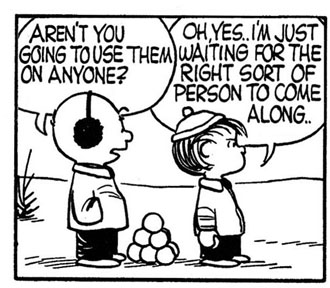 AREN'T YOU
GOING TO USE THEM
ON ANYONE?
OH, YES.. I'M JUST
WAITING FOR THE
RIGHT SORT OF
PERSON TO COME
ALONG..